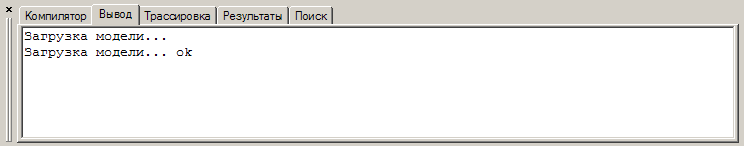 Компилятор Вывод Трассировка Результаты Поиск
Загрузка модели...
Загрузка модели... ok